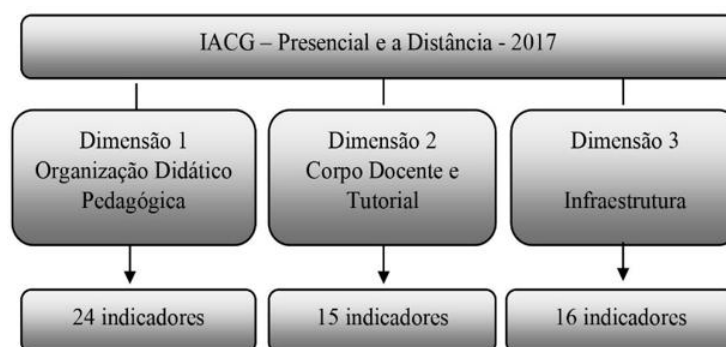 IACG – Presencial e a Distância - 2017
Dimensão 1
Organização Didático
Pedagógica
Dimensão 2
Corpo Docente e
Tutorial
Dimensão 3
Infraestrutura
24 indicadores
15 indicadores
16 indicadores